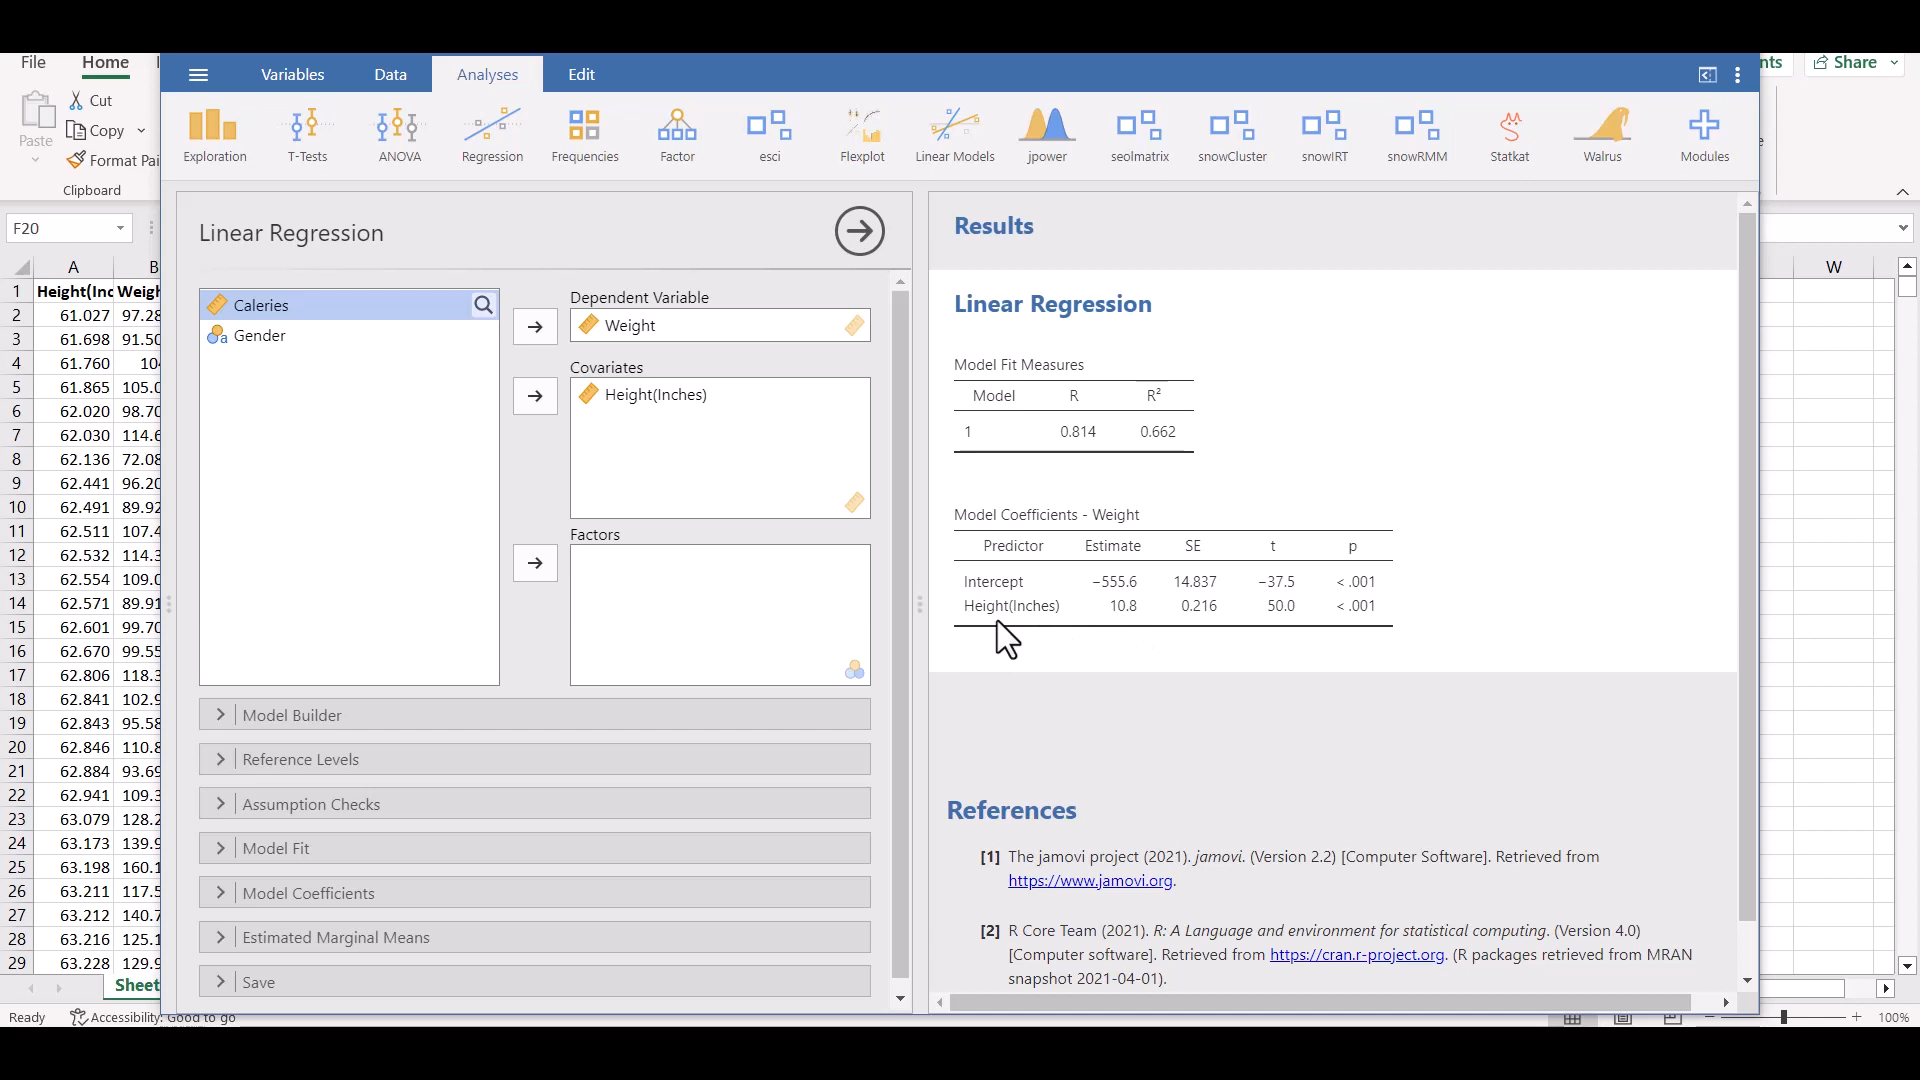 File Home
Cut
Copy
Paste
Format Pai
Clipboard
Share
nts
F20
A B W
1 Height(Inc Weigh
2 61.027 97.28
3 61.698 91.50
4 61.760 104
5 61.865 105.0
6 62.020 98.70
7 62.030 114.6
8 62.136 72.08
9 62.441 96.20
10 62.491 89.92
11 62.511 107.4
12 62.532 114.3
13 62.554 109.0
14 62.571 89.91
15 62.601 99.70
16 62.670 99.55
17 62.806 118.3
18 62.841 102.9
19 62.843 95.58
20 62.846 110.8
21 62.884 93.69
22 62.941 109.3
23 63.079 128.2
24 63.173 139.9
25 63.198 160.1
26 63.211 117.5
27 63.212 140.7
28 63.216 125.1
29 63.228 129.9
Sheet
Ready Accessibility: Good to go
100%
Variables Data Analyses Edit
Exploration T-Tests ANOVA Regression Frequencies Factor esci Flexplot Linear Models jpower seolmatrix snowCluster snowIRT snowRMM Statkat Walrus Modules
Linear Regression
Caleries
Gender
Dependent Variable
Weight
Covariates
Height(Inches)
Factors
Model Builder
Reference Levels
Assumption Checks
Model Fit
Model Coefficients
Estimated Marginal Means
Save
Results
Linear Regression
Model Fit Measures
Model R R²
1 0.814 0.662
Model Coefficients - Weight
Predictor Estimate SE t p
Intercept −555.6 14.837 −37.5 < .001
Height(Inches) 10.8 0.216 50.0 < .001
References
[1] The jamovi project (2021). jamovi. (Version 2.2) [Computer Software]. Retrieved from
https://www.jamovi.org.
[2] R Core Team (2021). R: A Language and environment for statistical computing. (Version 4.0)
[Computer software]. Retrieved from https://cran.r-project.org. (R packages retrieved from MRAN
snapshot 2021-04-01).